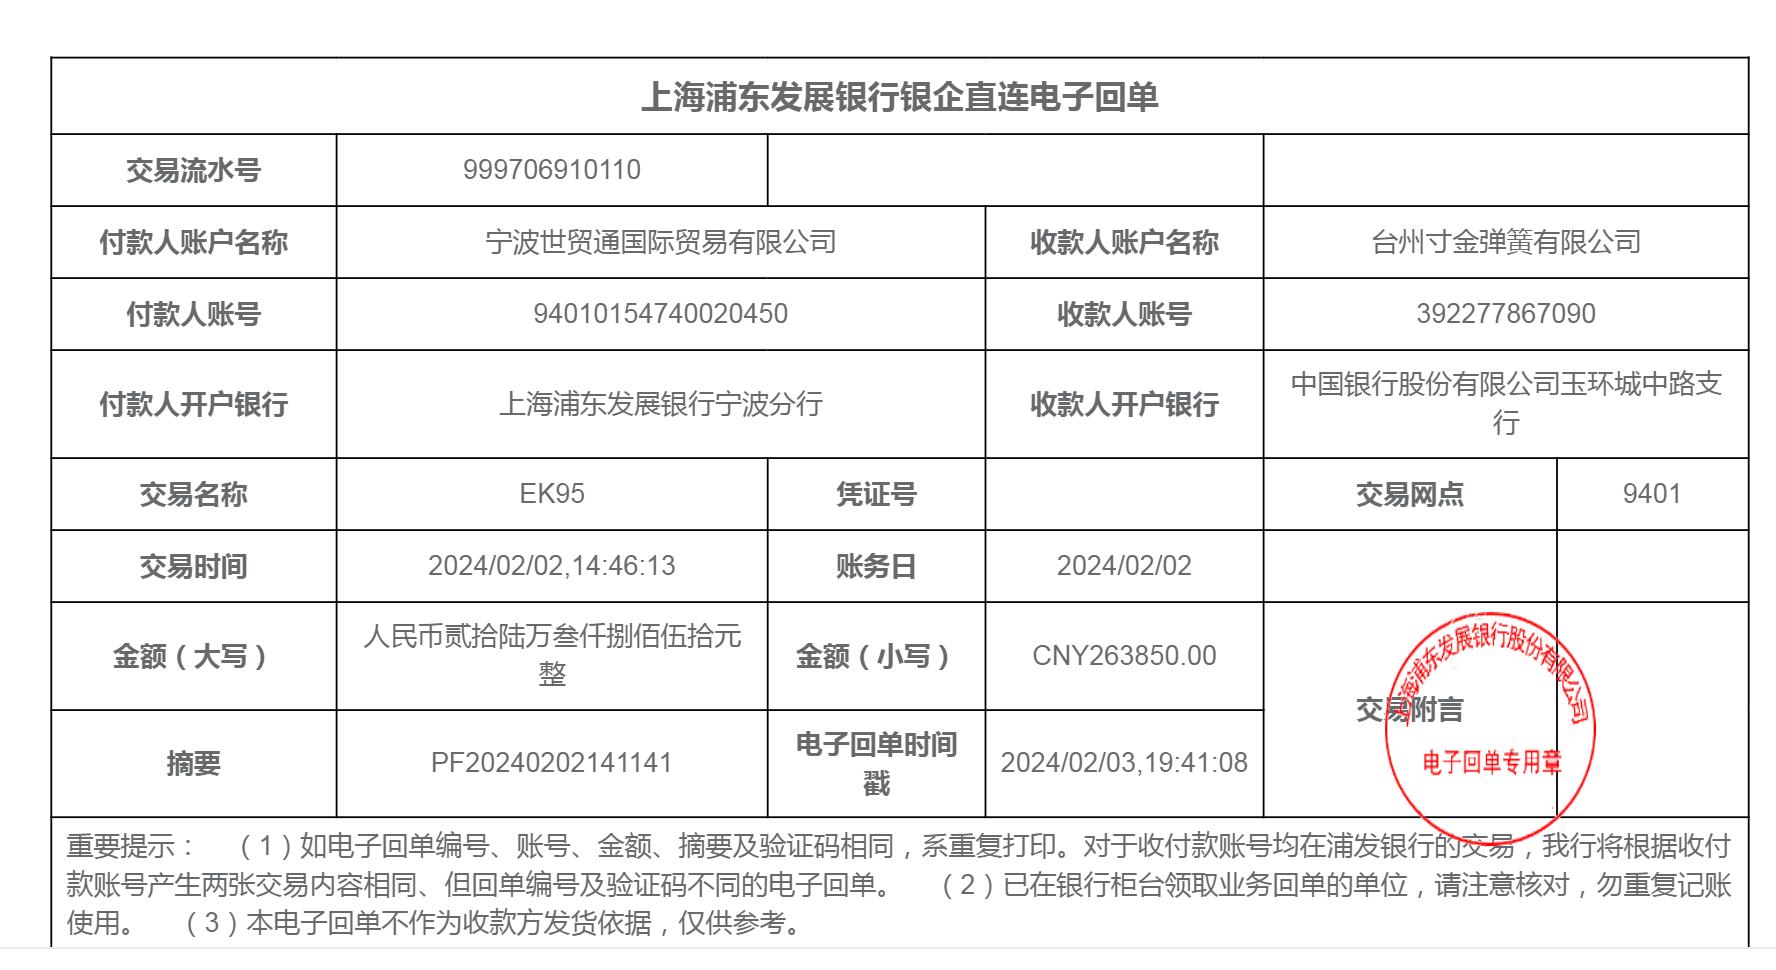 上海浦东发展银行银企直连电子回单
交易流水号 999706910110
付款人账户名称 宁波世贸通国际贸易有限公司 收款人账户名称 台州寸金弹簧有限公司
付款人账号 94010154740020450 收款人账号 392277867090
付款人开户银行 上海浦东发展银行宁波分行 收款人开户银行 中国银行股份有限公司玉环城中路支
行
交易名称 EK95 凭证号 交易网点 9401
交易时间 2024/02/02,14:46:13 账务日 2024/02/02
金额（大写） 人民币贰拾陆万叁仟捌佰伍拾元
整
金额（小写） CNY263850.00
交易附言
上海浦东发展银行股份有限公司
电子回单专用章
摘要 PF20240202141141 电子回单时间
戳
2024/02/03,19:41:08
重要提示： （1）如电子回单编号、账号、金额、摘要及验证码相同，系重复打印。对于收付款账号均在浦发银行的交易，我行将根据收付
款账号产生两张交易内容相同、但回单编号及验证码不同的电子回单。 （2）已在银行柜台领取业务回单的单位，请注意核对，勿重复记账
使用。 （3）本电子回单不作为收款方发货依据，仅供参考。